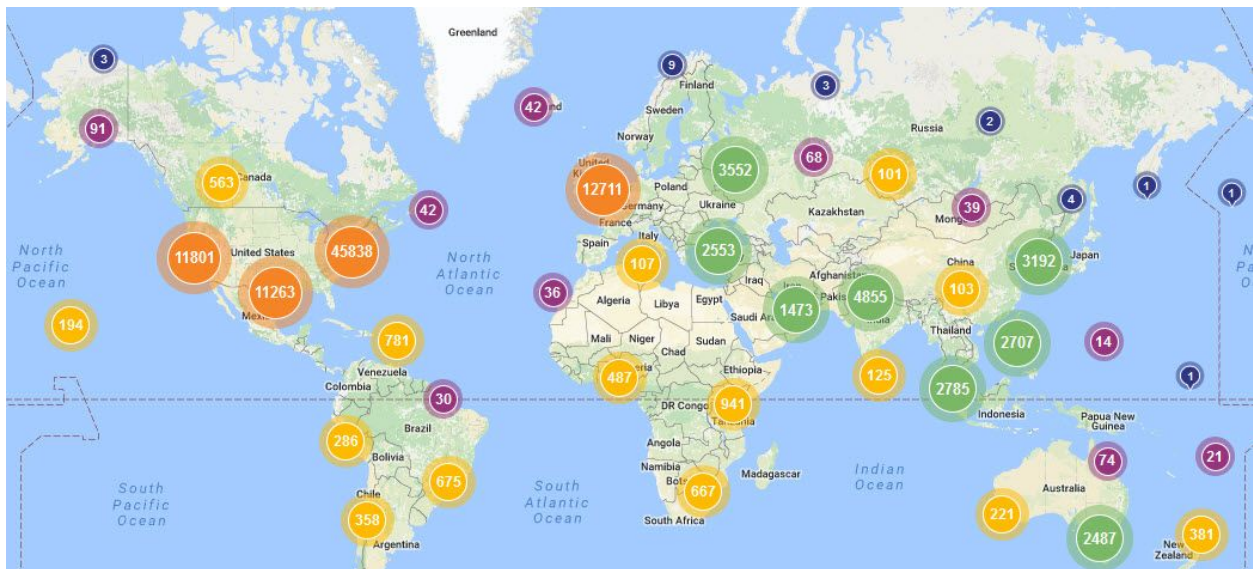 Greenland
3
9
Finland
3
42
Sweden
2
91
Norway
Russia
United
68
3552
563
Canada
12711
Poland
101
Germany
Ukraine
1
1
42
France
Kazakhstan
39
4
North
Pacific
Ocean
11801
United States
45838
Italy
Spain
2553
3192
Japan
North
Atlantic
Ocean
107
Afghanistan
China
Iraq
11263
36
Algeria
Libya
Egypt
1473
4855
103
194
781
Mali
Niger
Chad
Sudan
Thailand
2707
14
Venezuela
487
Ethiopia
125
1
Colombia
30
DR Congo
941
Tanzania
2785
Indonesia
Papua New
Guinea
Brazil
286
Angola
Bolivia
74
21
Namibia
Madagascar
Indian
Ocean
675
667
Australia
South
Pacific
Ocean
South
Atlantic
Ocean
Chile
358
South Africa
221
2487
381
New
Zealand
Argentina